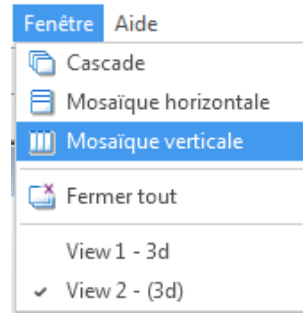 Fenêtre Aide
Cascade
Mosaïque horizontale
Mosaïque verticale
Fermer tout
View 1 - 3d
View 2 - (3d)